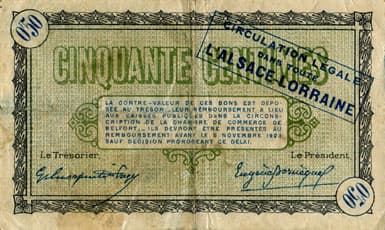 0,50
CINQUANTE CENTIMES
CIRCULATION LEGALE
DANS TOUTE
L'ALSACE-LORRAINE
LA CONTRE-VALEUR DE CES BONS EST DEPO-
SÉE AU TRÉSOR, LEUR REMBOURSEMENT A LIEU
AUX CAISSES PUBLIQUES DANS LA CIRCONS-
CRIPTION DE LA CHAMBRE DE COMMERCE DE
BELFORT. ILS DEVRONT ÊTRE PRÉSENTÉS AU
REMBOURSEMENT AVANT LE 5 NOVEMBRE 1923
SAUF DÉCISION PROROGEANT CE DÉLAI.
Le Trésorier,
Le Président,
0,50